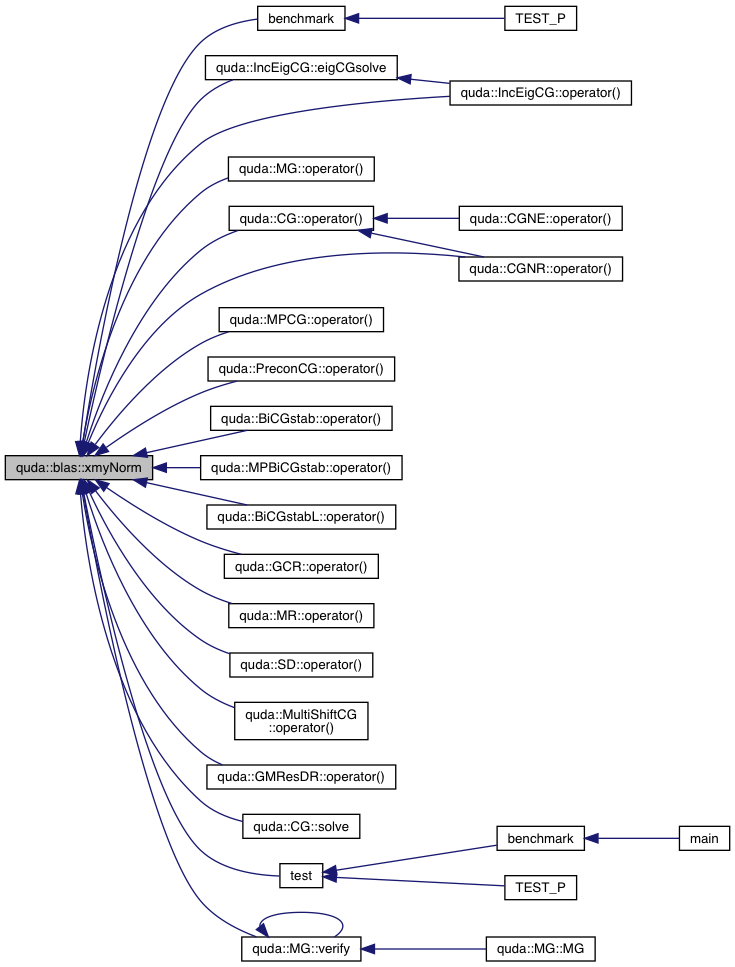 benchmark
TEST_P
quda::IncEigCG::eigCGsolve
quda::IncEigCG::operator()
quda::MG::operator()
quda::CG::operator()
quda::CGNE::operator()
quda::CGNR::operator()
quda::MPCG::operator()
quda::PreconCG::operator()
quda::BiCGstab::operator()
quda::blas::xmyNorm
quda::MPBiCGstab::operator()
quda::BiCGstabL::operator()
quda::GCR::operator()
quda::MR::operator()
quda::SD::operator()
quda::MultiShiftCG
::operator()
quda::GMResDR::operator()
quda::CG::solve
benchmark
main
test
TEST_P
quda::MG::verify
quda::MG::MG